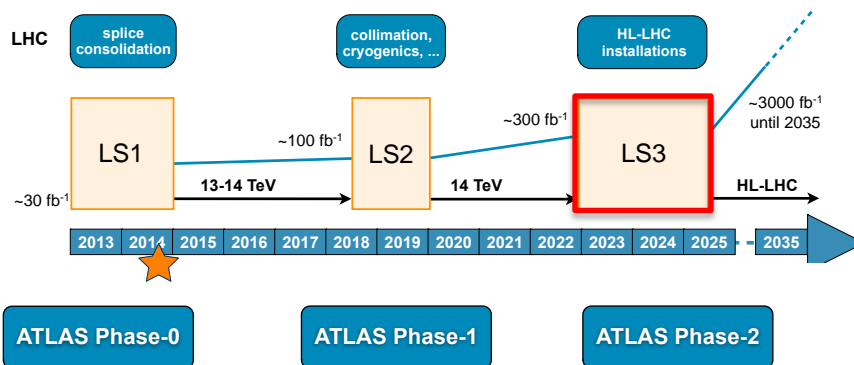 LHC
splice
consolidation
collimation,
cryogenics, ...
HL-LHC
installations
~30 fb-1
LS1
~100 fb-1
13-14 TeV
LS2
~300 fb-1
14 TeV
LS3
~3000 fb-1
until 2035
HL-LHC
2013 2014 2015 2016 2017 2018 2019 2020 2021 2022 2023 2024 2025 2035
ATLAS Phase-0
ATLAS Phase-1
ATLAS Phase-2